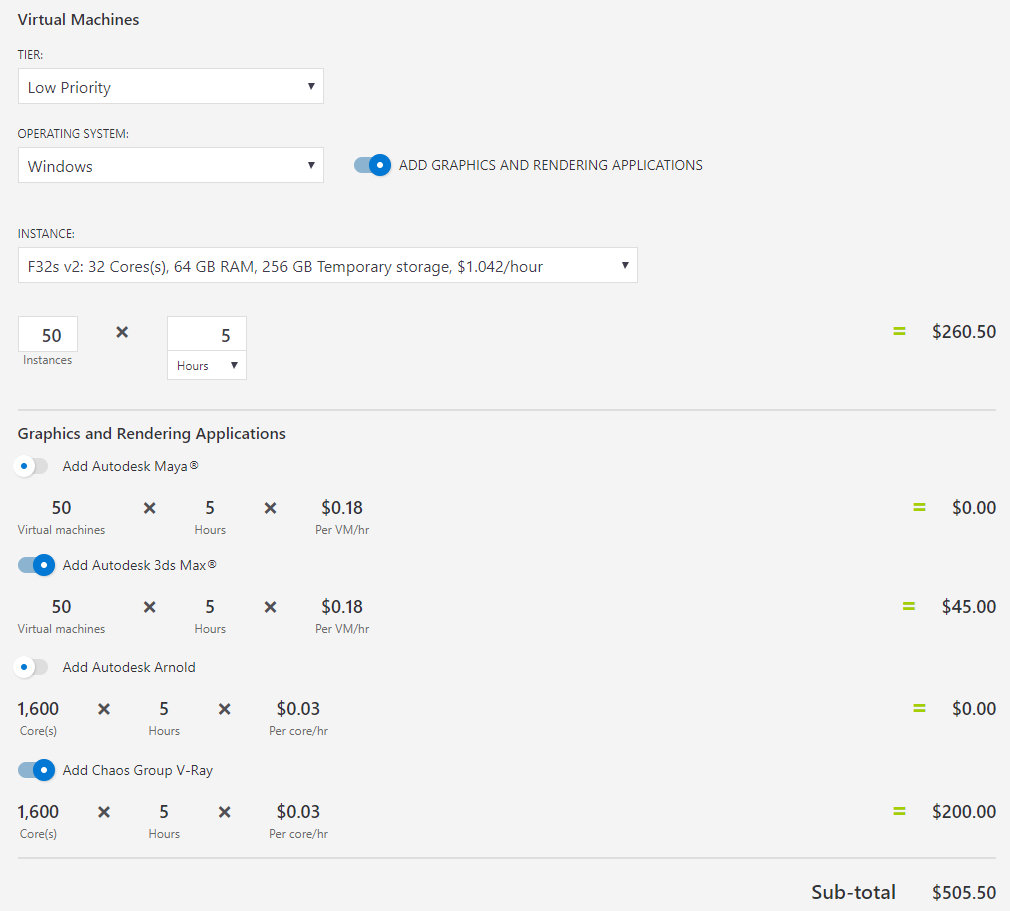 Virtual Machines
TIER:
Low Priority ▼
OPERATING SYSTEM:
Windows ▼ ADD GRAPHICS AND RENDERING APPLICATIONS
INSTANCE:
F32s v2: 32 Cores(s), 64 GB RAM, 256 GB Temporary storage, $1.042/hour ▼
50 × 5 = $260.50
Instances Hours ▼
Graphics and Rendering Applications
Add Autodesk Maya®
50 × 5 × $0.18 = $0.00
Virtual machines Hours Per VM/hr
Add Autodesk 3ds Max®
50 × 5 × $0.18 = $45.00
Virtual machines Hours Per VM/hr
Add Autodesk Arnold
1,600 × 5 × $0.03 = $0.00
Core(s) Hours Per core/hr
Add Chaos Group V-Ray
1,600 × 5 × $0.03 = $200.00
Core(s) Hours Per core/hr
Sub-total $505.50